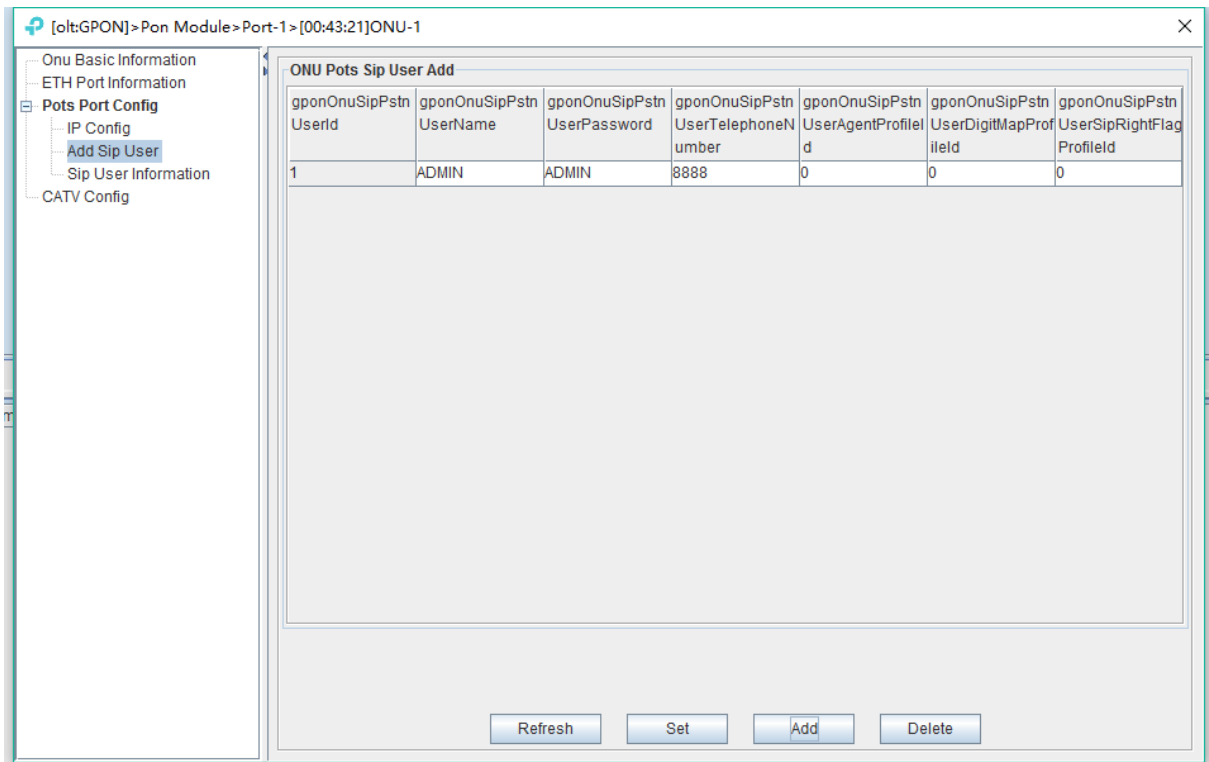 [olt:GPON]>Pon Module>Port-1>[00:43:21]ONU-1
Onu Basic Information
ETH Port Information
Pots Port Config
IP Config
Add Sip User
Sip User Information
CATV Config
ONU Pots Sip User Add
gponOnuSipPstn gponOnuSipPstn gponOnuSipPstn gponOnuSipPstn gponOnuSipPstn gponOnuSipPstn gponOnuSipPstn
UserId UserName UserPassword UserTelephoneN UserAgentProfileI UserDigitMapProf UserSipRightFlag
umber d ileId ProfileId
1 ADMIN ADMIN 8888 0 0 0
Refresh Set Add Delete